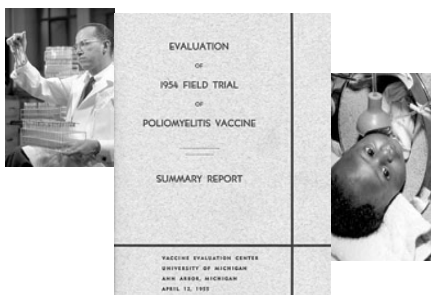 EVALUATION
OF
1954 FIELD TRIAL
OF
POLIOMYELITIS VACCINE
SUMMARY REPORT
VACCINE EVALUATION CENTER
UNIVERSITY OF MICHIGAN
ANN ARBOR, MICHIGAN
APRIL 12, 1955